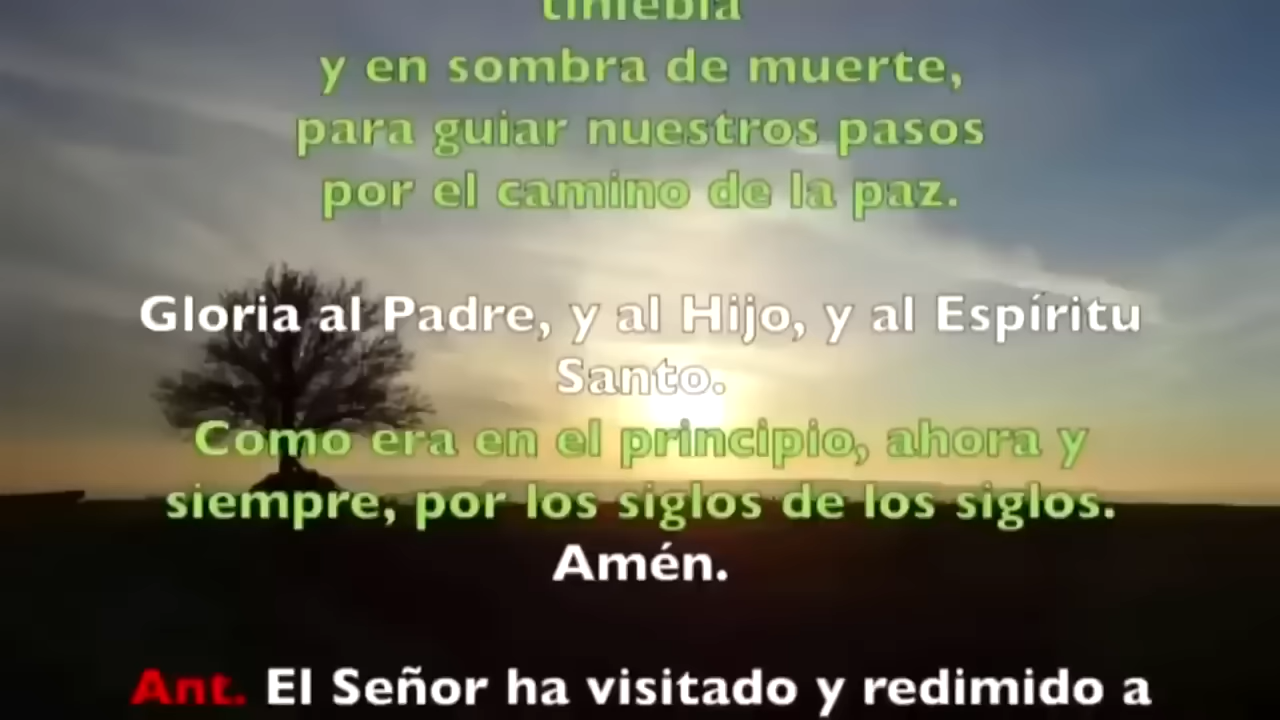 tiniebla
y en sombra de muerte,
para guiar nuestros pasos
por el camino de la paz.
Gloria al Padre, y al Hijo, y al Espíritu
Santo.
Como era en el principio, ahora y
siempre, por los siglos de los siglos.
Amén.
Ant. El Señor ha visitado y redimido a